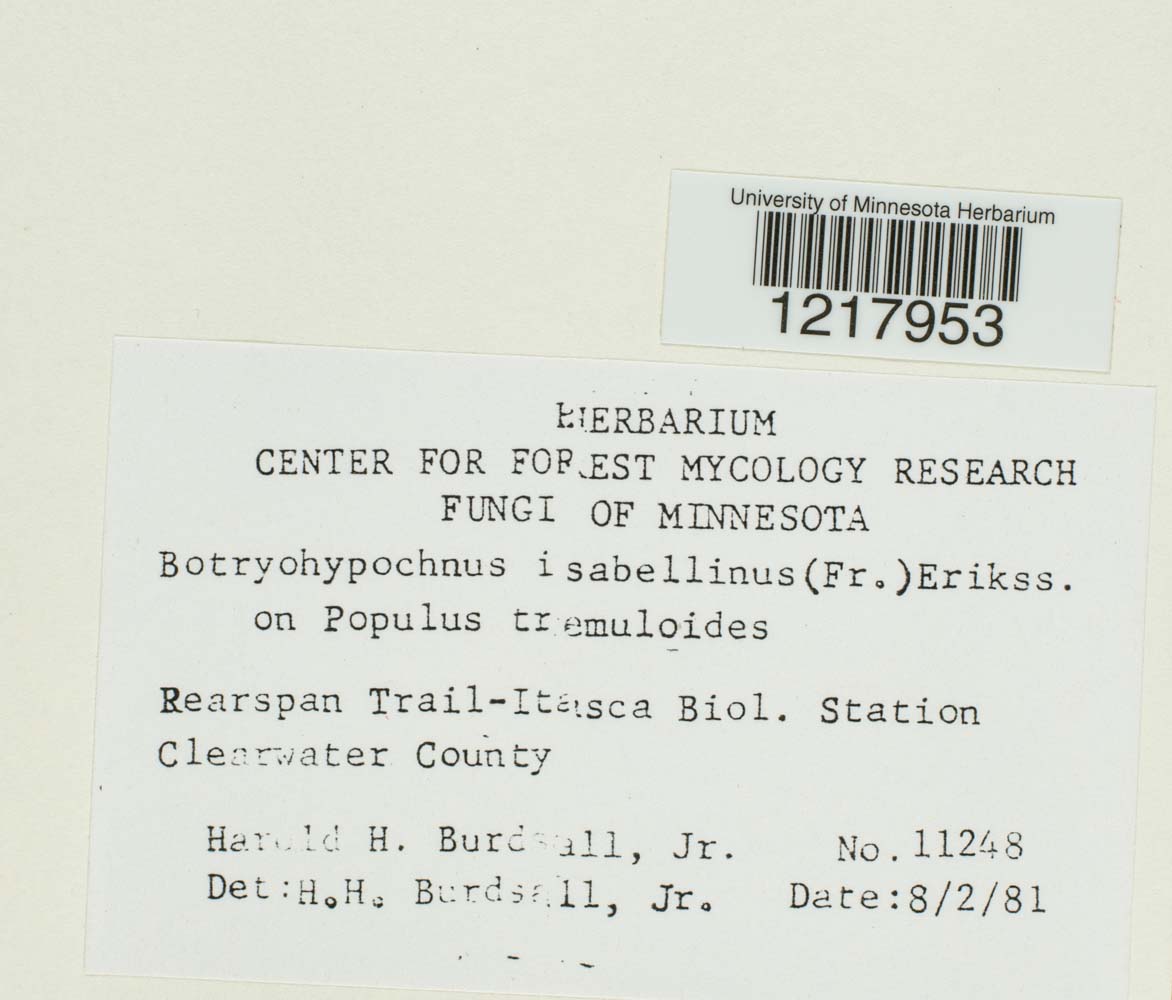 University of Minnesota Herbarium
1217953
HERBARIUM
CENTER FOR FOREST MYCOLOGY RESEARCH
FUNGI OF MINNESOTA
Botryohypochnus isabellinus(Fr.)Erikss.
on Populus tremuloides
Rearspan Trail-Itasca Biol. Station
Clearwater County
Harold H. Burdsall, Jr. No. 11248
Det:H.H. Burdsall, Jr. Date:8/2/81